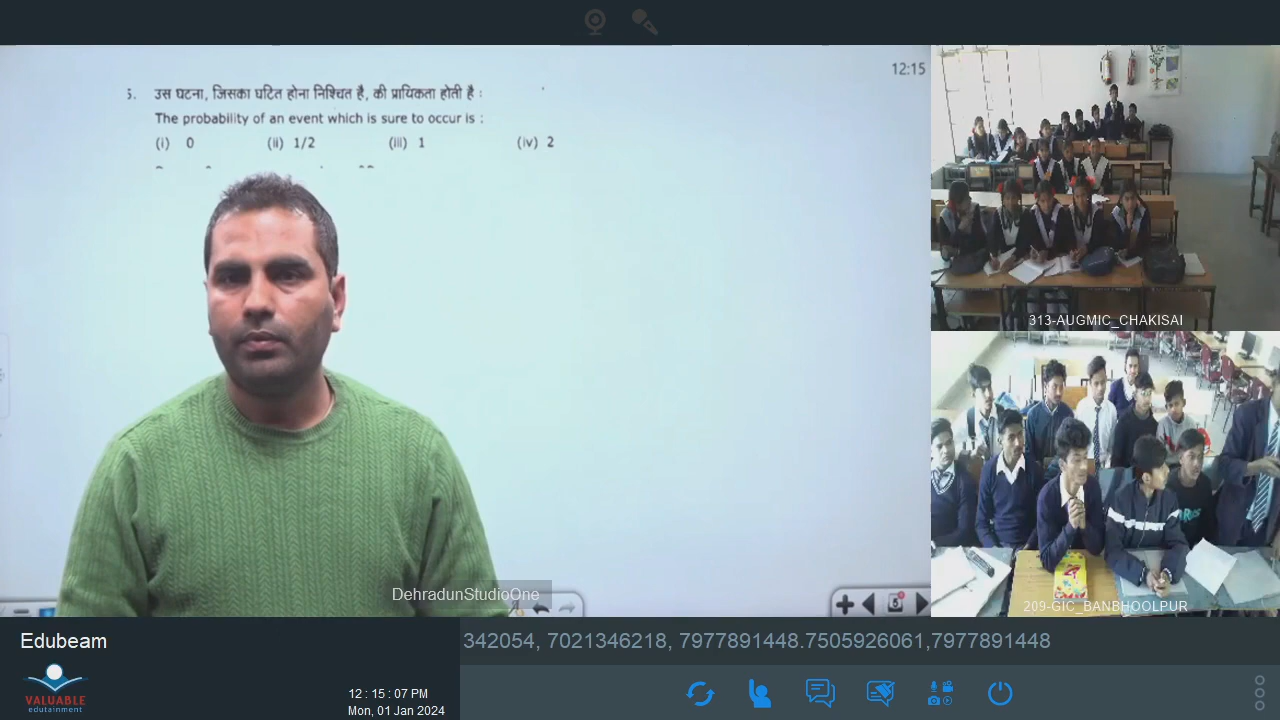 12:15
5. उस घटना, जिसका घटित होना निश्चित है, की प्रायिकता होती है :
The probability of an event which is sure to occur is :
(i) 0 (ii) 1/2 (iii) 1 (iv) 2
313-AUGMIC_CHAKISAI
DehradunStudioOne
209-GIC_BANBHOOLPUR
Edubeam
342054, 7021346218, 7977891448.7505926061,7977891448
VALUABLE
edutainment
12 : 15 : 07 PM
Mon, 01 Jan 2024